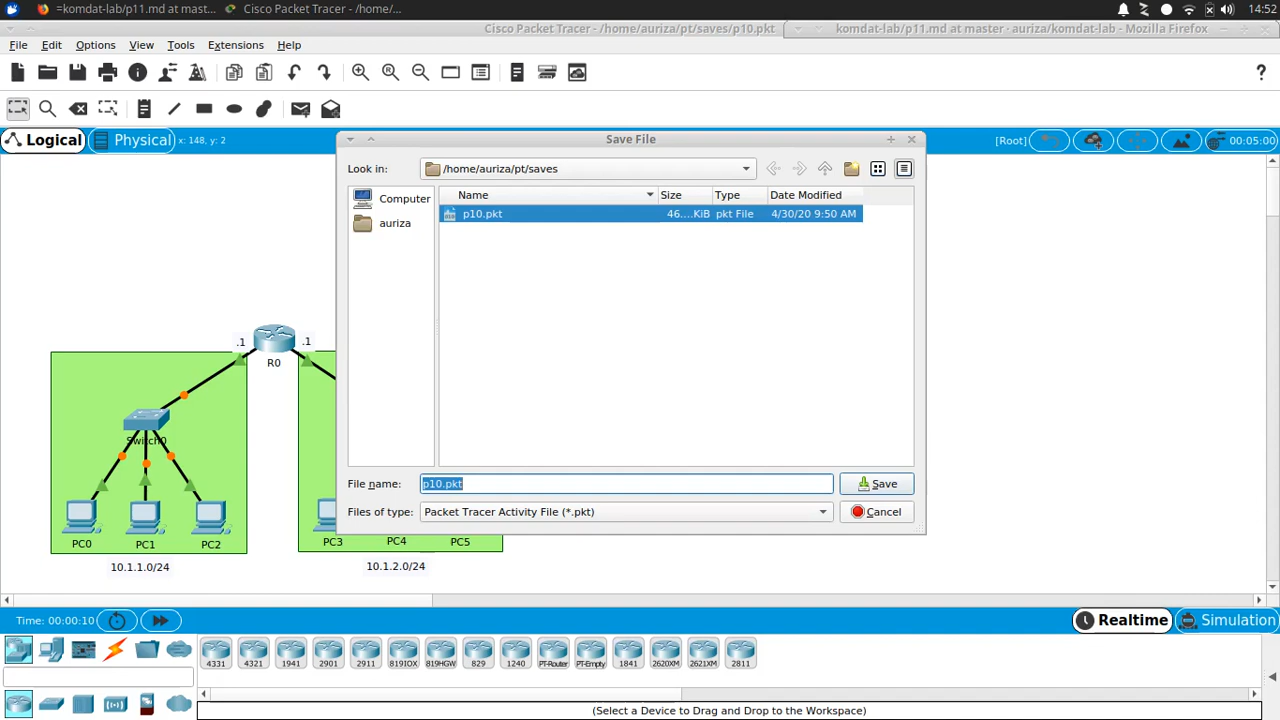 =komdat-lab/p11.md at mast...
Cisco Packet Tracer - /home/...
14:52
Cisco Packet Tracer - /home/auriza/pt/saves/p10.pkt
komdat-lab/p11.md at master · auriza/komdat-lab - Mozilla Firefox
File Edit Options View Tools Extensions Help
?
Logical
Physical
x: 148, y: 2
[Root]
00:05:00
Save File
Look in:
/home/auriza/pt/saves
Computer
auriza
Name Size Type Date Modified
p10.pkt 46....KiB pkt File 4/30/20 9:50 AM
File name:
p10.pkt
Save
Files of type:
Packet Tracer Activity File (*.pkt)
Cancel
.1
.1
R0
Switch0
PC0 PC1 PC2
PC3 PC4 PC5
10.1.1.0/24
10.1.2.0/24
Time: 00:00:10
Realtime
Simulation
4331 4321 1941 2901 2911 819IOX 819HGW 829 1240 PT-Router PT-Empty 1841 2620XM 2621XM 2811
(Select a Device to Drag and Drop to the Workspace)